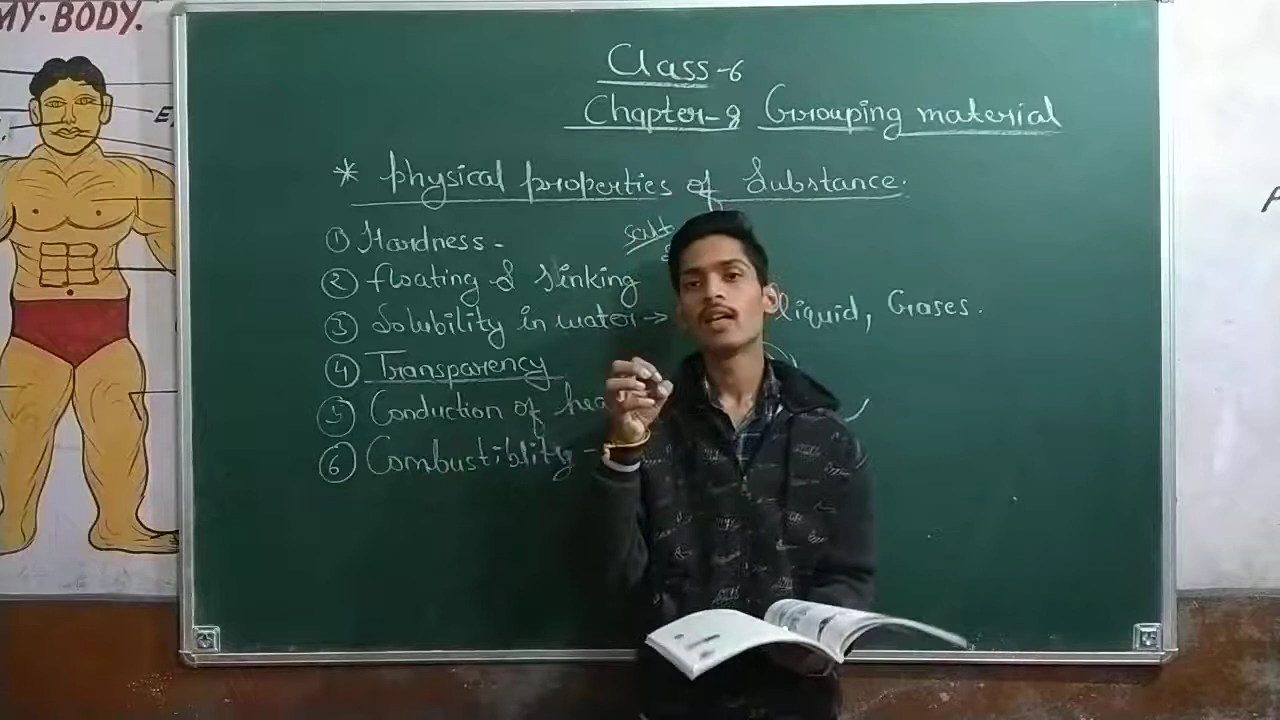 MY·BODY.
Class-6
Chapter-8 Grouping material
* physical properties of Substance.
① Hardness -
② floating & Sinking
③ Solubility in water → liquid, Gases.
④ Transparency
⑤ Conduction of hea
⑥ Combustiblity -